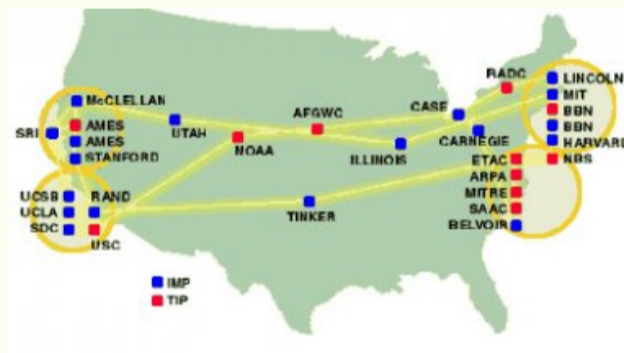 RADC
LINCOLN
McCLELLAN
MIT
CASE
AFGWC
BBN
AMES
BBN
SRI
AMES
UTAH
NOAA
CARNEGIE
HARVARD
STANFORD
ILLINOIS
ETAC
NBS
ARPA
UCSB
RAND
MITRE
UCLA
TINKER
SAAC
SDC
BELVOIR
USC
IMP
TIP